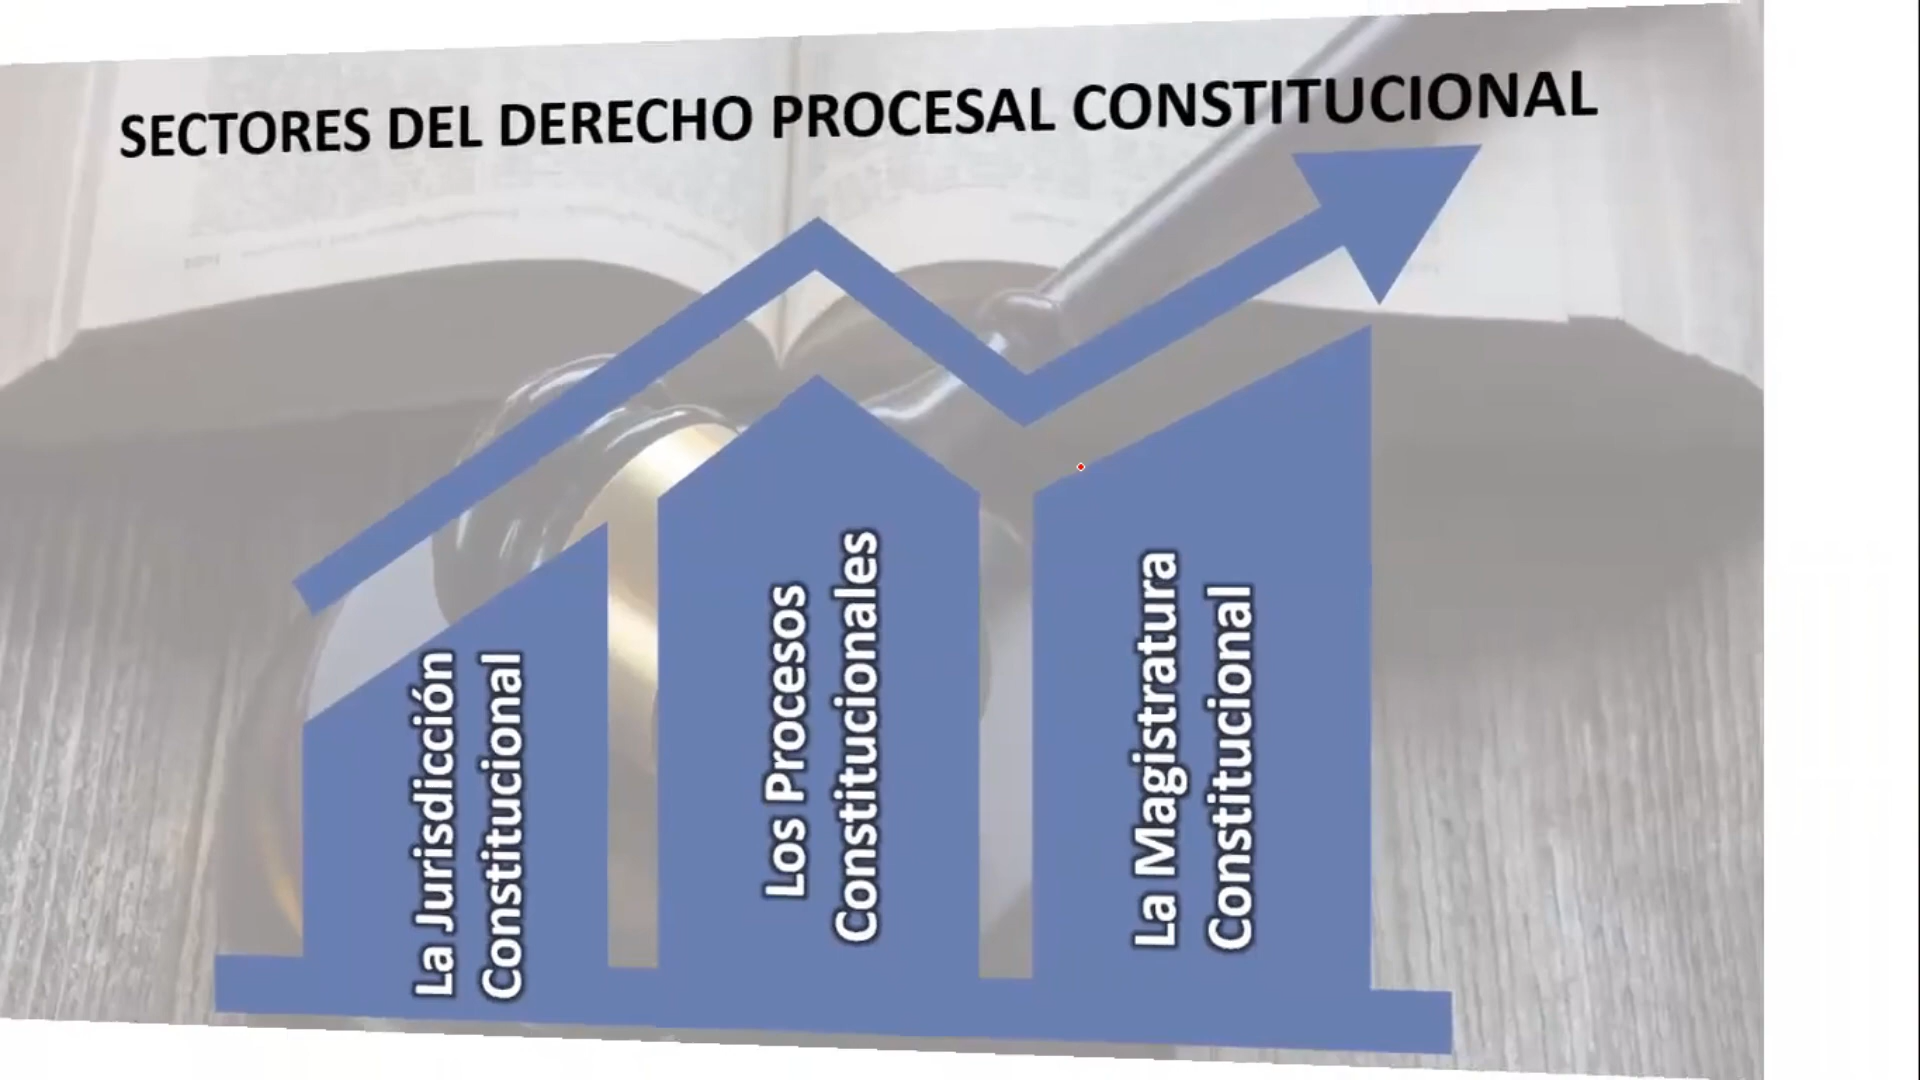 SECTORES DEL DERECHO PROCESAL CONSTITUCIONAL
La Jurisdicción
Constitucional
Los Procesos
Constitucionales
La Magistratura
Constitucional